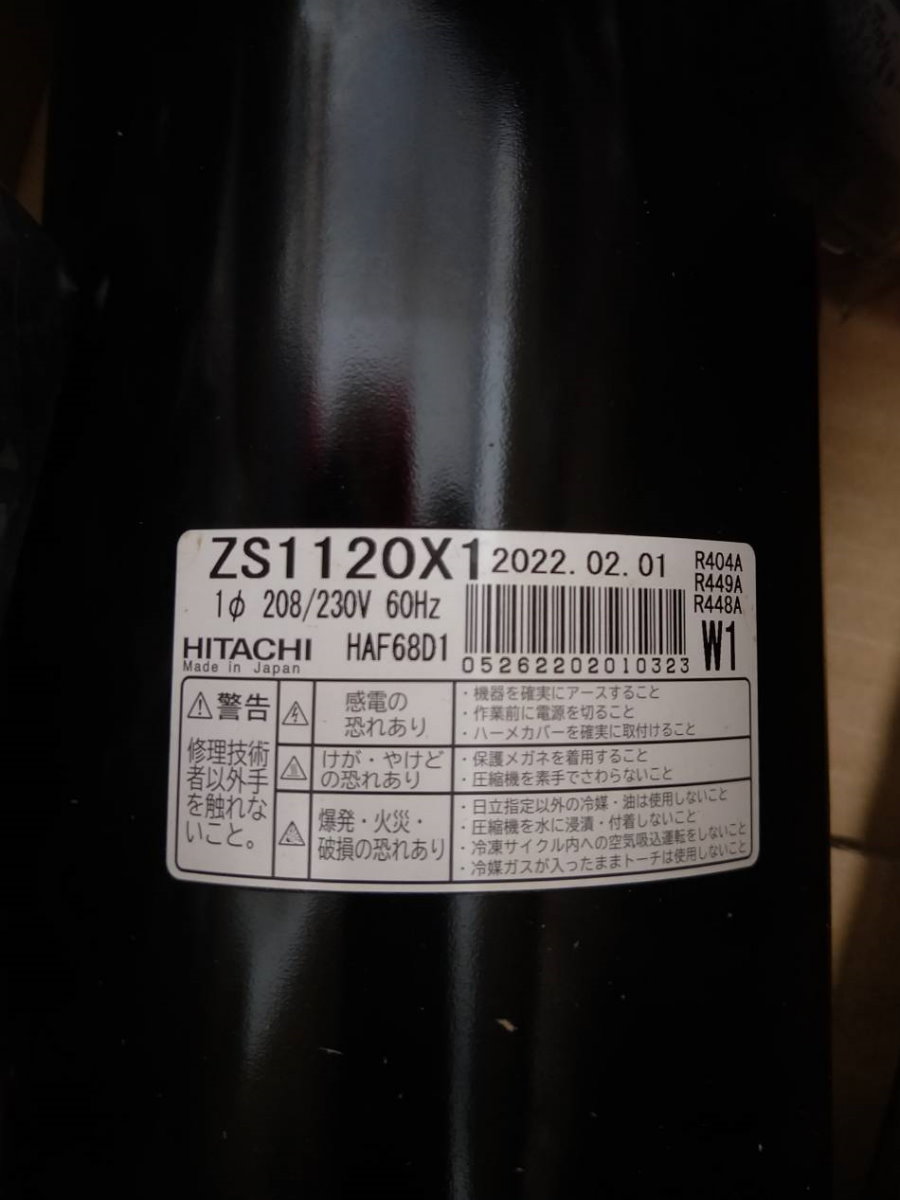 ZS1120X1 2022.02.01
R404A
R449A
R448A
1φ 208/230V 60Hz
HITACHI HAF68D1
Made in Japan
05262202010323
W1
警告
修理技術
者以外手
を触れな
いこと。
感電の
恐れあり
・機器を確実にアースすること
・作業前に電源を切ること
・ハーメカバーを確実に取付けること
けが・やけど
の恐れあり
・保護メガネを着用すること
・圧縮機を素手でさわらないこと
爆発・火災・
破損の恐れあり
・日立指定以外の冷媒・油は使用しないこと
・圧縮機を水に浸漬・付着しないこと
・冷凍サイクル内への空気吸込運転をしないこと
・冷媒ガスが入ったままトーチは使用しないこと